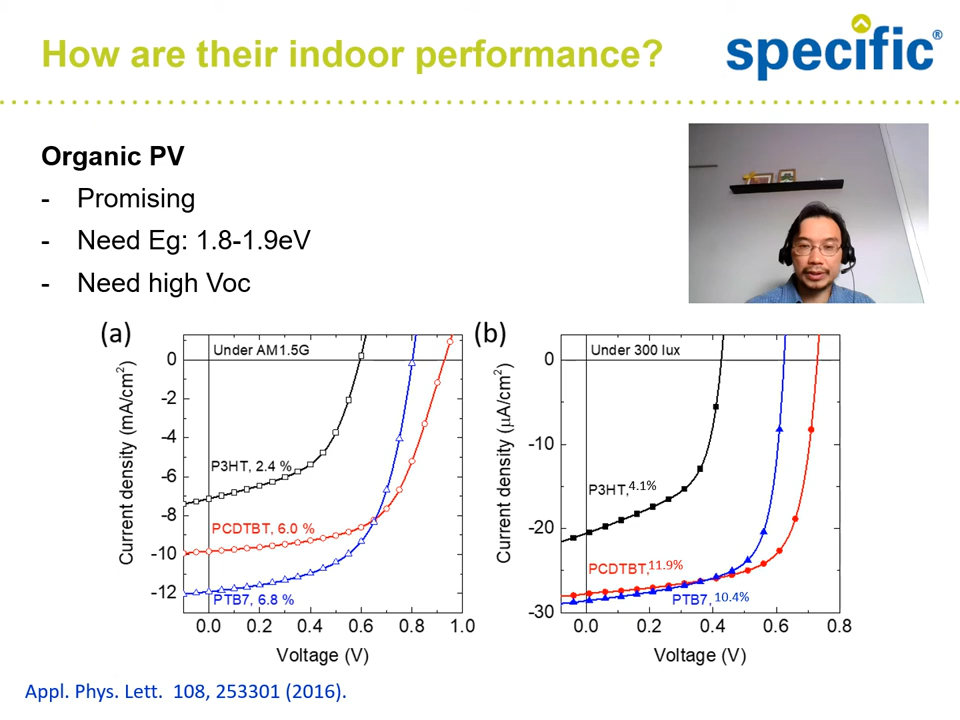 How are their indoor performance?
specific®
Organic PV
- Promising
- Need Eg: 1.8-1.9eV
- Need high Voc
(a)
Under AM1.5G
0
-2
-4
-6
-8
-10
-12
Current density (mA/cm²)
P3HT, 2.4 %
PCDTBT, 6.0 %
PTB7, 6.8 %
0.0 0.2 0.4 0.6 0.8 1.0
Voltage (V)
(b)
Under 300 lux
0
-10
-20
-30
Current density (μA/cm²)
P3HT, 4.1%
PCDTBT, 11.9%
PTB7, 10.4%
0.0 0.2 0.4 0.6 0.8
Voltage (V)
Appl. Phys. Lett. 108, 253301 (2016).